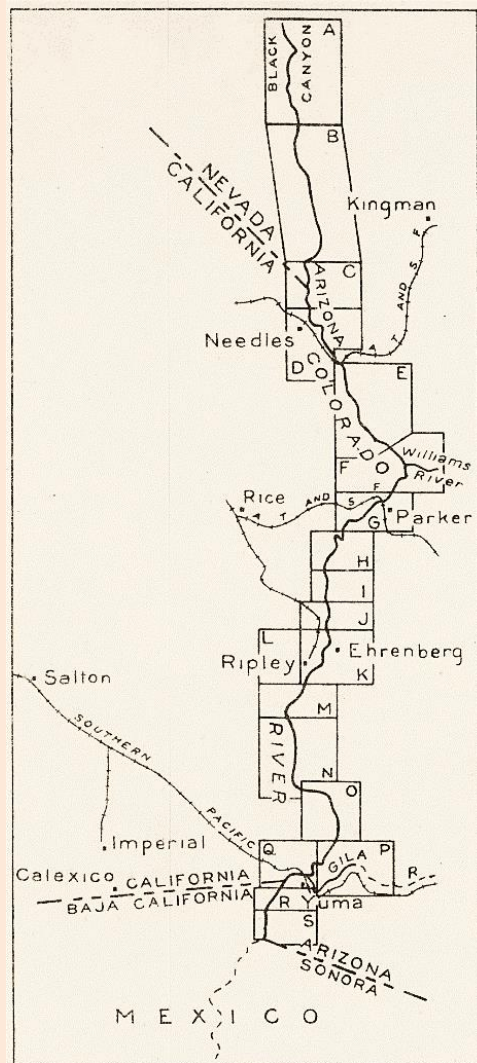 A
BLACK CANYON
B
NEVADA
CALIFORNIA
Kingman
C
ARIZONA
A T AND S F
Needles
D
COLORADO
E
F
Williams
River
Rice
A T AND S F
Parker
G
H
I
J
L
Ehrenberg
Ripley
K
Salton
M
SOUTHERN PACIFIC
RIVER
N
O
Imperial
Q
P
GILA R
Calexico
CALIFORNIA
BAJA CALIFORNIA
R
Yuma
S
ARIZONA
SONORA
MEXICO